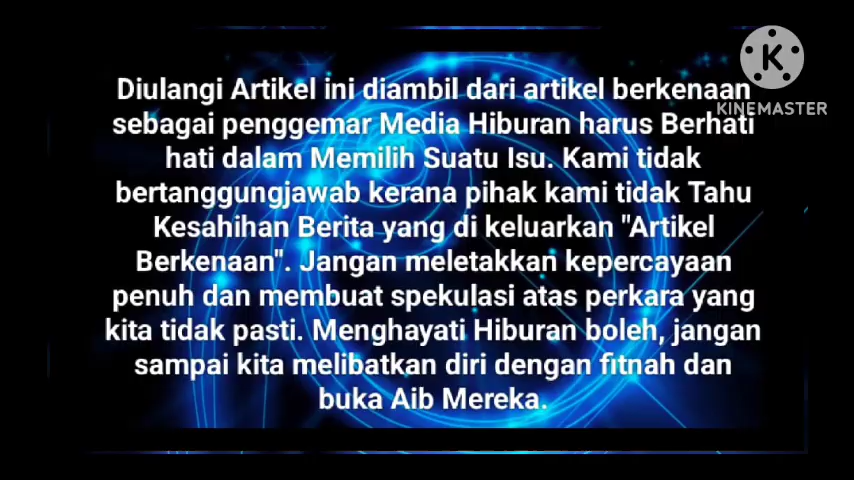 KINEMASTER
Diulangi Artikel ini diambil dari artikel berkenaan
sebagai penggemar Media Hiburan harus Berhati
hati dalam Memilih Suatu Isu. Kami tidak
bertanggungjawab kerana pihak kami tidak Tahu
Kesahihan Berita yang di keluarkan "Artikel
Berkenaan". Jangan meletakkan kepercayaan
penuh dan membuat spekulasi atas perkara yang
kita tidak pasti. Menghayati Hiburan boleh, jangan
sampai kita melibatkan diri dengan fitnah dan
buka Aib Mereka.